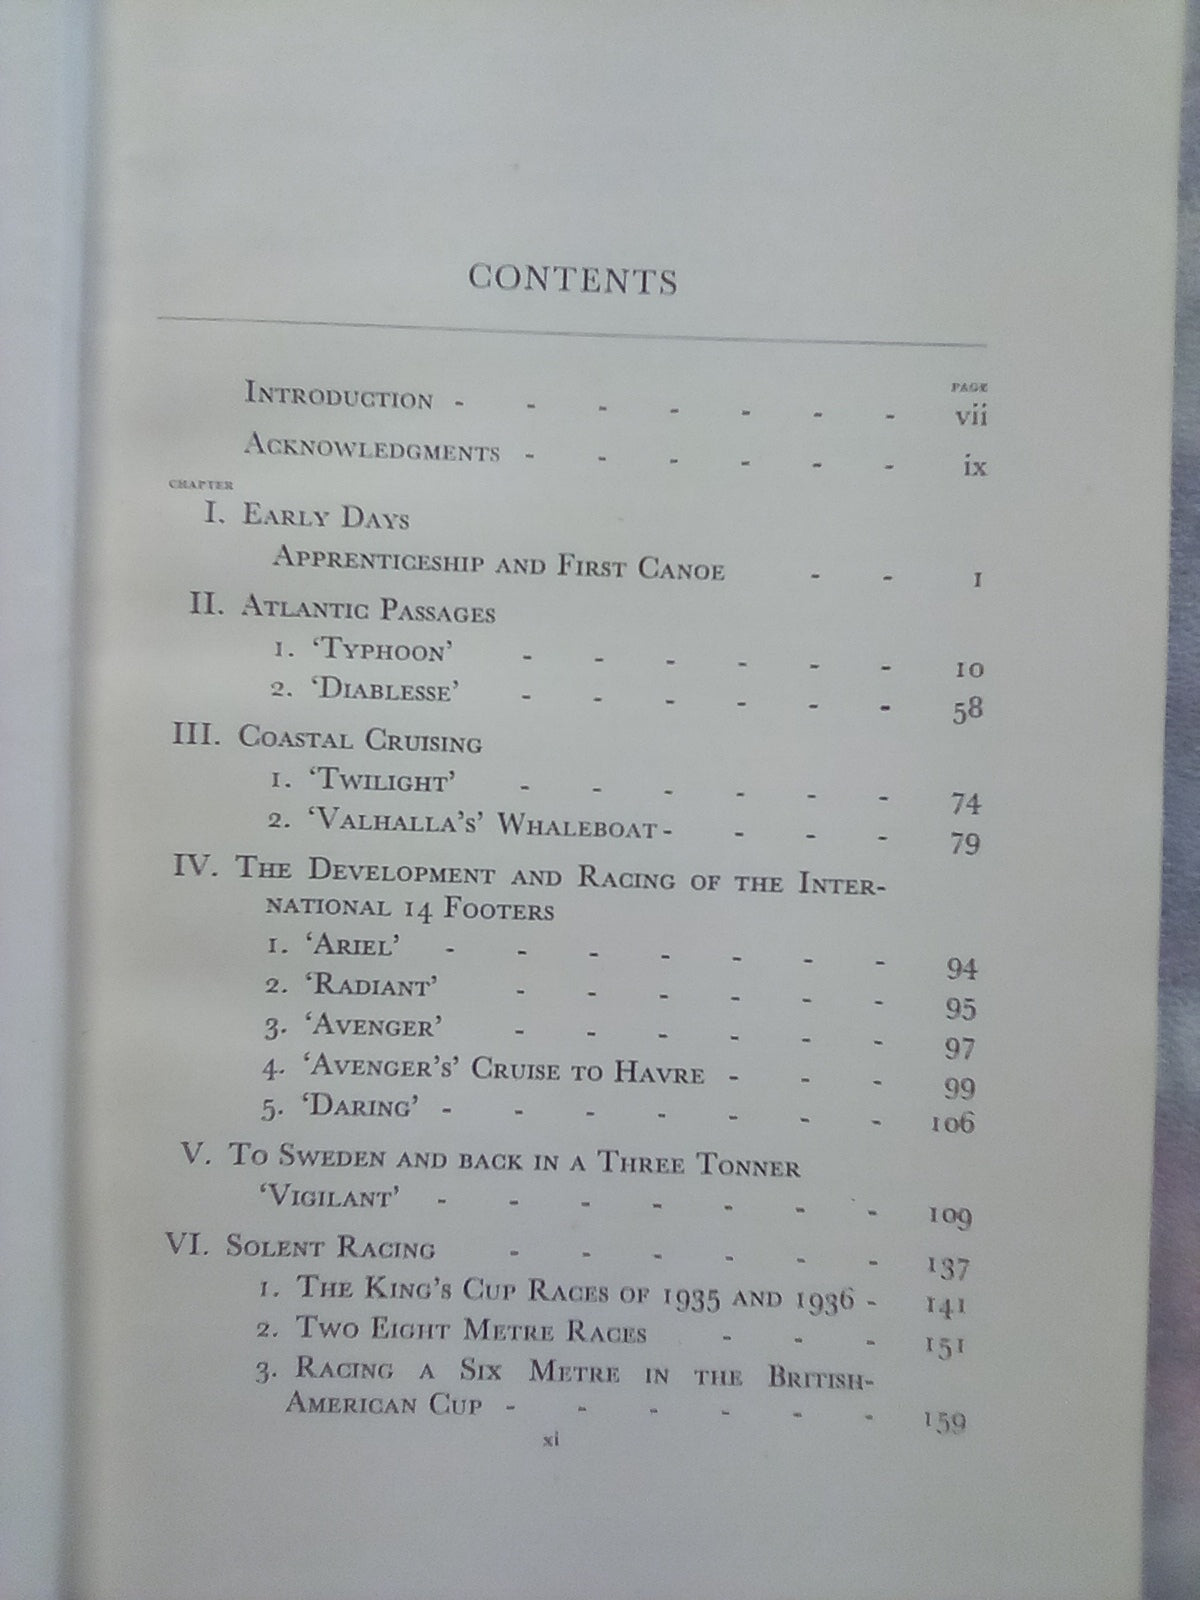 CONTENTS
PAGE
INTRODUCTION - - - - - - - vii
ACKNOWLEDGMENTS - - - - - - ix
CHAPTER
I. EARLY DAYS
APPRENTICESHIP AND FIRST CANOE - - 1
II. ATLANTIC PASSAGES
1. ‘TYPHOON’ - - - - - - 10
2. ‘DIABLESSE’ - - - - - - 58
III. COASTAL CRUISING
1. ‘TWILIGHT’ - - - - - - 74
2. ‘VALHALLA’S’ WHALEBOAT - - - - 79
IV. THE DEVELOPMENT AND RACING OF THE INTER-
NATIONAL 14 FOOTERS
1. ‘ARIEL’ - - - - - - - 94
2. ‘RADIANT’ - - - - - - 95
3. ‘AVENGER’ - - - - - - 97
4. ‘AVENGER’S’ CRUISE TO HAVRE - - - 99
5. ‘DARING’ - - - - - - - 106
V. TO SWEDEN AND BACK IN A THREE TONNER
‘VIGILANT’ - - - - - - - 109
VI. SOLENT RACING - - - - - - 137
1. THE KING’S CUP RACES OF 1935 AND 1936 - 141
2. TWO EIGHT METRE RACES - - - 151
3. RACING A SIX METRE IN THE BRITISH-
AMERICAN CUP - - - - - - 159
xi